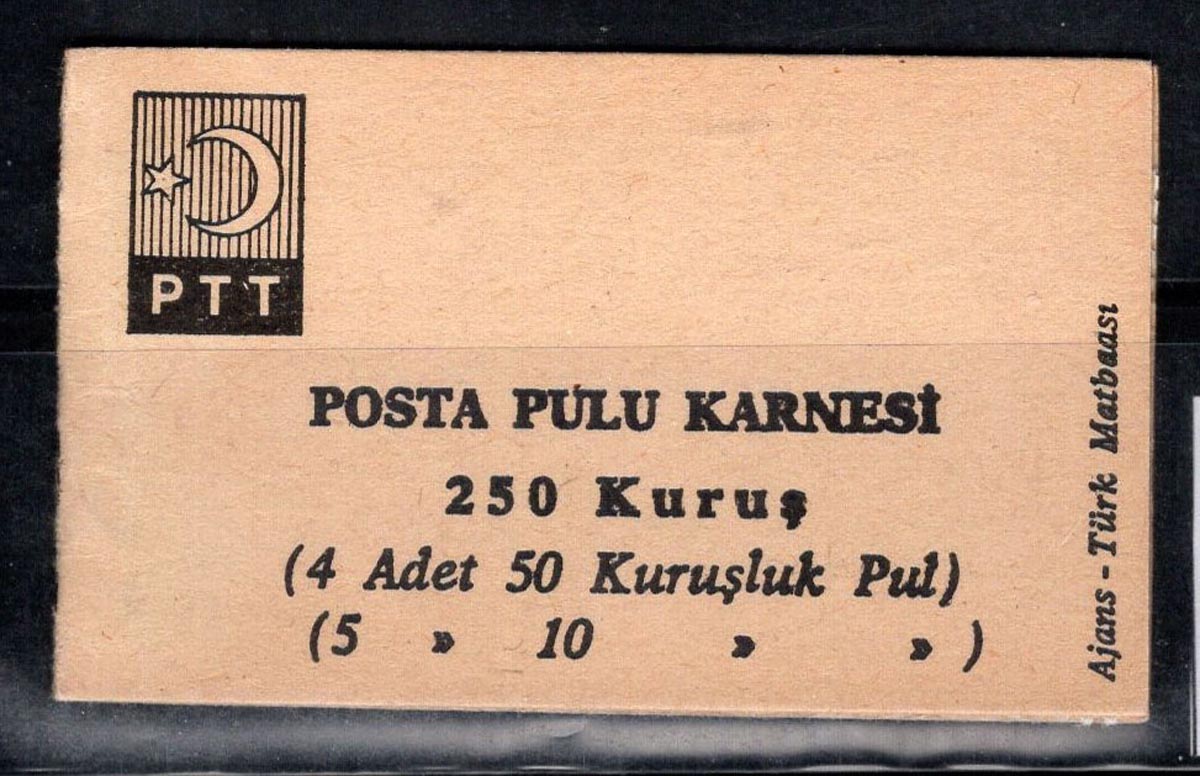 PTT
POSTA PULU KARNESİ
250 Kuruş
(4 Adet 50 Kuruşluk Pul)
(5 » 10 » » )
Ajans - Türk Matbaası